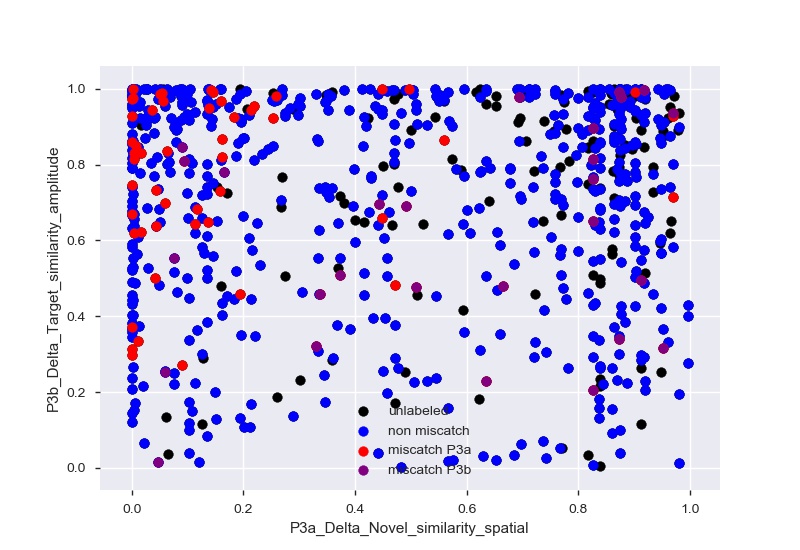 1.0
0.8
0.6
0.4
0.2
0.0
P3b_Delta_Target_similarity_amplitude
unlabeled
non miscatch
miscatch P3a
miscatch P3b
0.0 0.2 0.4 0.6 0.8 1.0
P3a_Delta_Novel_similarity_spatial